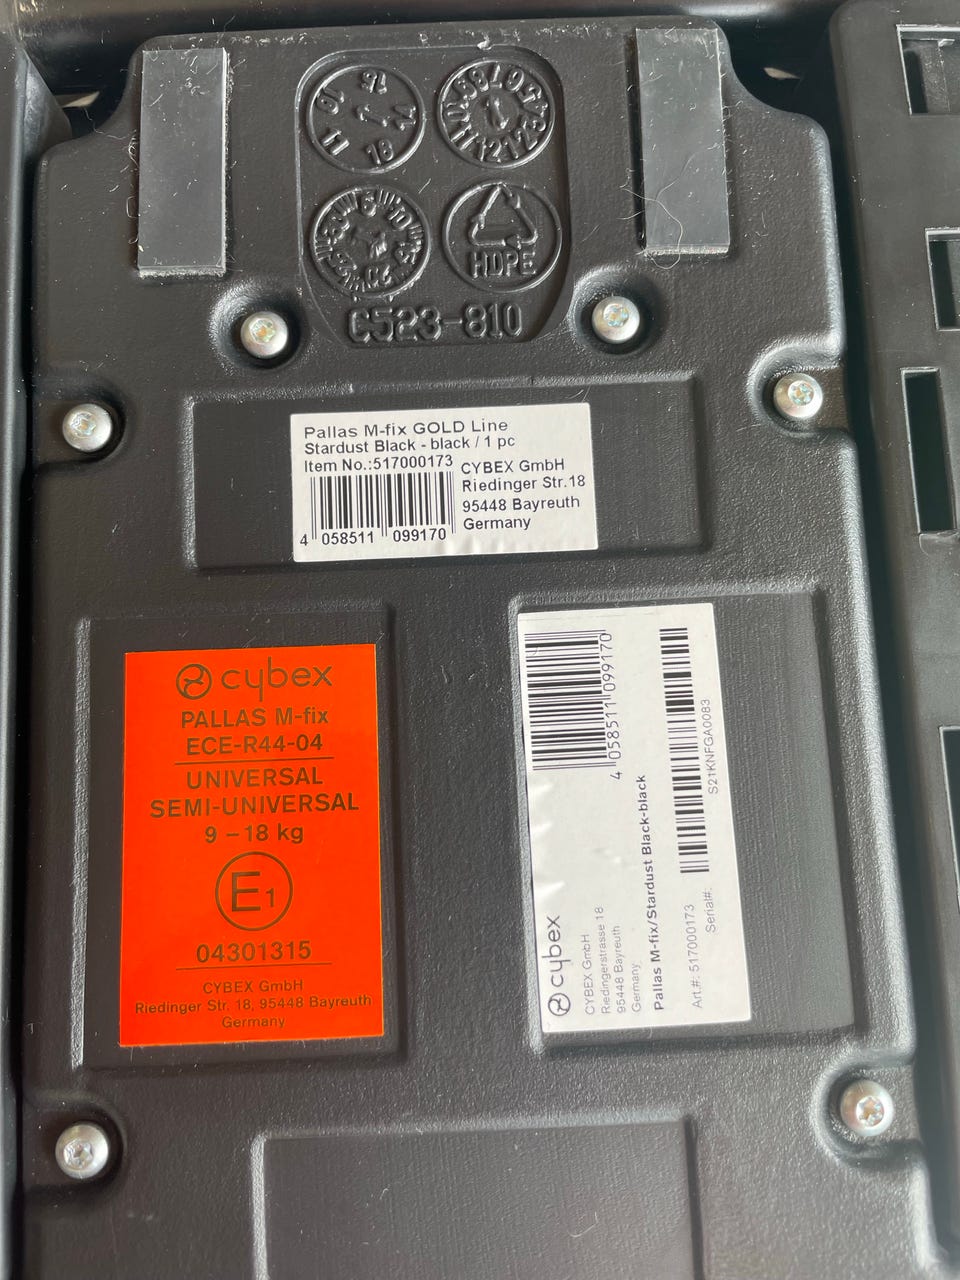 HDPE
C523-810
Pallas M-fix GOLD Line
Stardust Black - black / 1 pc
Item No.:517000173
CYBEX GmbH
Riedinger Str.18
95448 Bayreuth
Germany
4 058511 099170
cybex
PALLAS M-fix
ECE-R44-04
UNIVERSAL
SEMI-UNIVERSAL
9 – 18 kg
E1
04301315
CYBEX GmbH
Riedinger Str. 18, 95448 Bayreuth
Germany
cybex
CYBEX GmbH
Riedingerstrasse 18
95448 Bayreuth
Germany
Pallas M-fix/Stardust Black-black
4 058511 099170
Art.#: 517000173
Serial#:
S21KNFGA0083